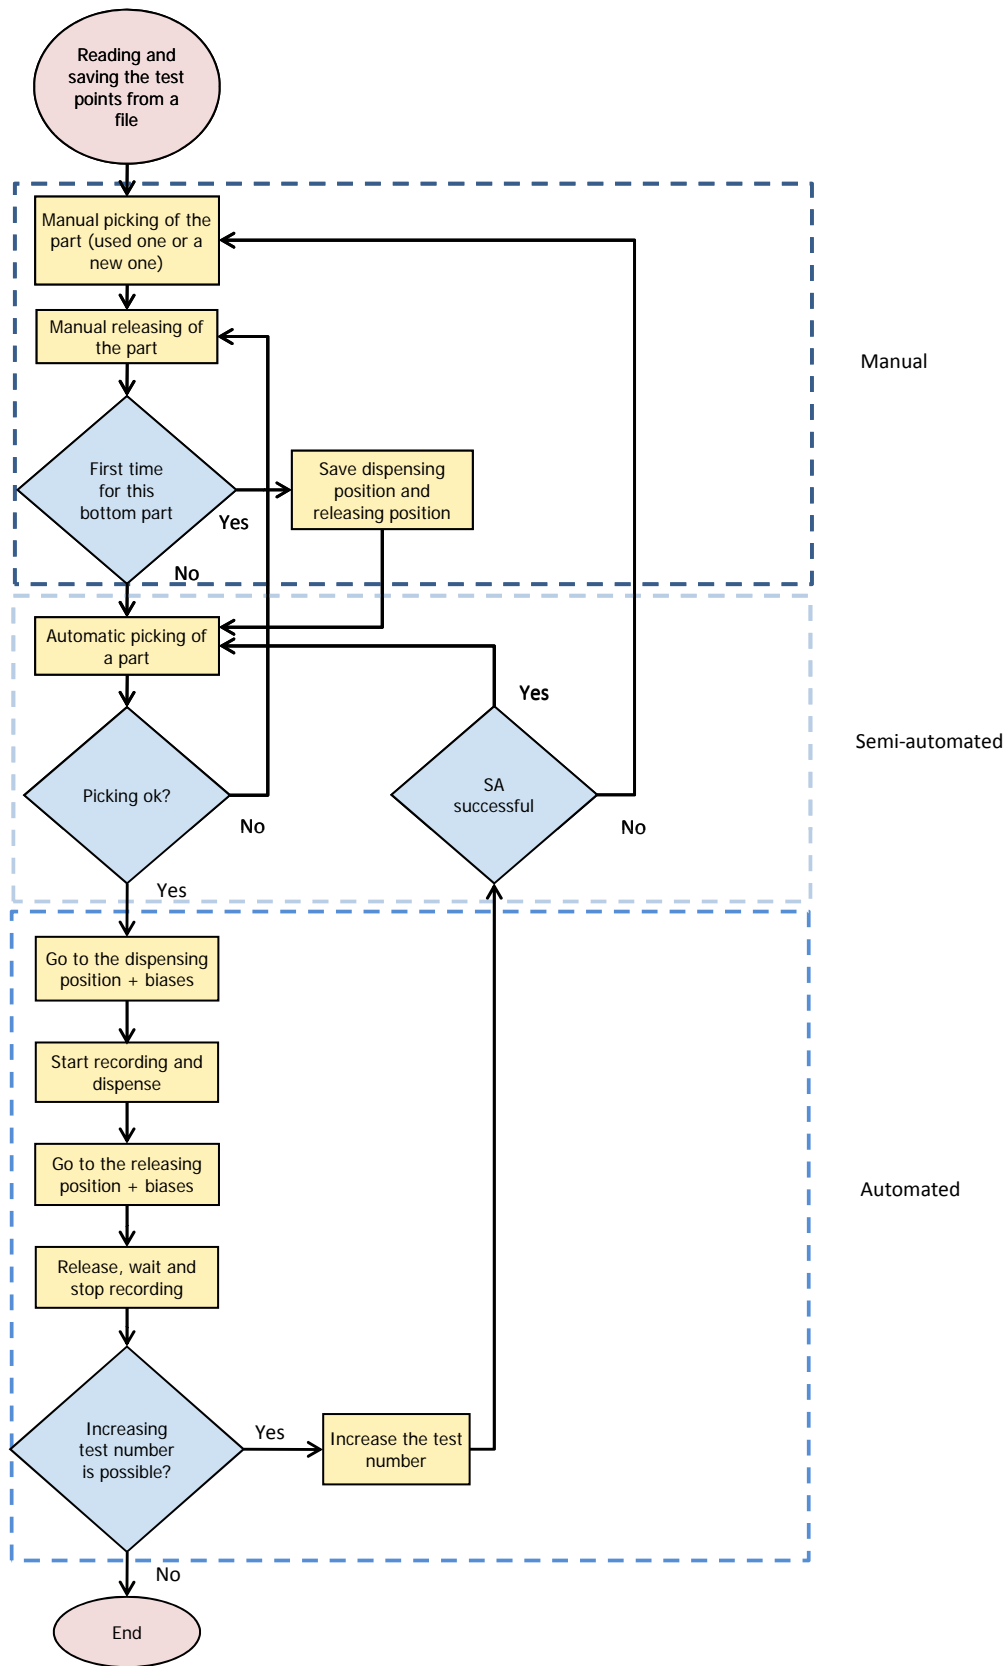 Reading and
saving the test
points from a
file
Manual picking of the
part (used one or a
new one)
Manual releasing of
the part
Manual
First time
for this
bottom part
Yes
Save dispensing
position and
releasing position
No
Automatic picking of
a part
Yes
Semi-automated
Picking ok?
No
SA
successful
No
Yes
Go to the dispensing
position + biases
Start recording and
dispense
Go to the releasing
position + biases
Automated
Release, wait and
stop recording
Increasing
test number
is possible?
Yes
Increase the test
number
No
End